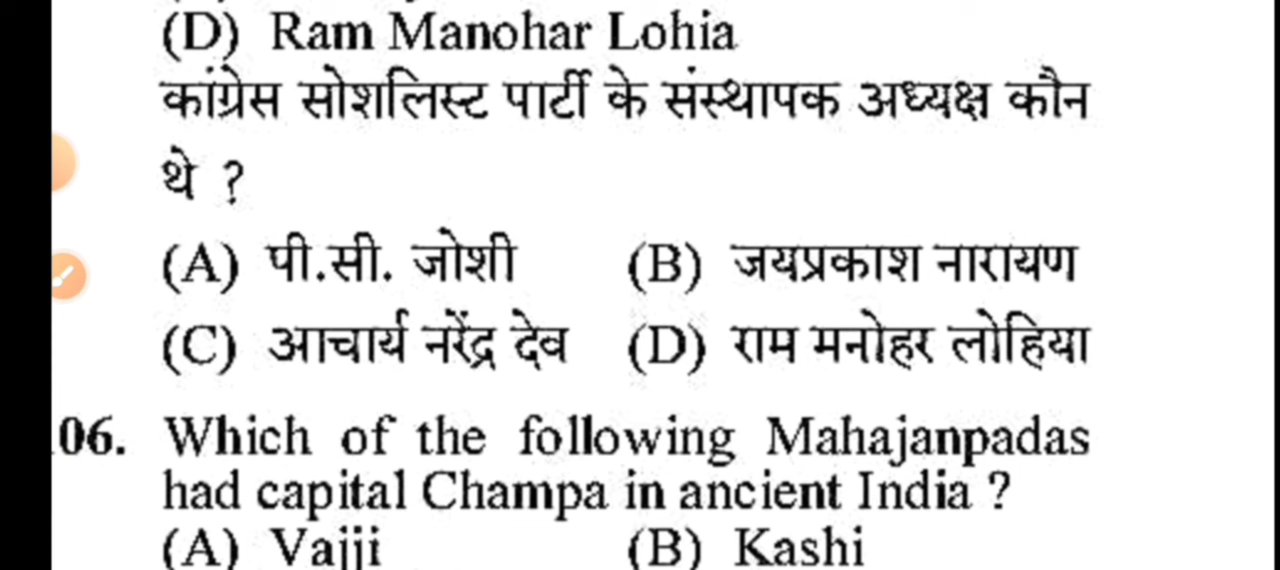 (D) Ram Manohar Lohia
कांग्रेस सोशलिस्ट पार्टी के संस्थापक अध्यक्ष कौन
थे ?
(A) पी.सी. जोशी (B) जयप्रकाश नारायण
(C) आचार्य नरेंद्र देव (D) राम मनोहर लोहिया
06. Which of the following Mahajanpadas
had capital Champa in ancient India ?
(A) Vajji (B) Kashi